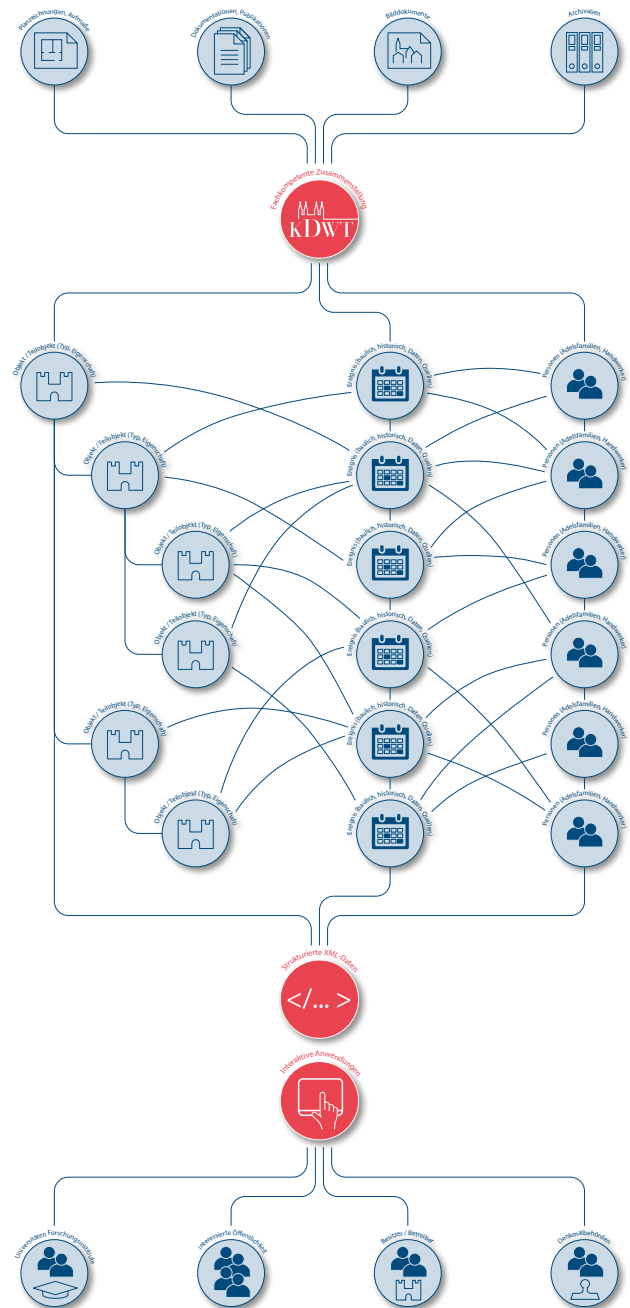 Planzeichnungen, Aufmaße
Dokumentationen, Publikationen
Bilddokumente
Archivalien
Fachkompetente Zusammenstellung
KDWT
Objekt / Teilobjekt (Typ, Eigenschaft)
Ereignis (baulich, historisch, Daten, Quellen)
Personen (Adelsfamilien, Handwerker)
Objekt / Teilobjekt (Typ, Eigenschaft)
Ereignis (baulich, historisch, Daten, Quellen)
Personen (Adelsfamilien, Handwerker)
Objekt / Teilobjekt (Typ, Eigenschaft)
Ereignis (baulich, historisch, Daten, Quellen)
Personen (Adelsfamilien, Handwerker)
Objekt / Teilobjekt (Typ, Eigenschaft)
Ereignis (baulich, historisch, Daten, Quellen)
Personen (Adelsfamilien, Handwerker)
Objekt / Teilobjekt (Typ, Eigenschaft)
Ereignis (baulich, historisch, Daten, Quellen)
Personen (Adelsfamilien, Handwerker)
Objekt / Teilobjekt (Typ, Eigenschaft)
Ereignis (baulich, historisch, Daten, Quellen)
Personen (Adelsfamilien, Handwerker)
Strukturierte XML-Daten
</... >
Interaktive Anwendungen
Universitäten Forschungsinstitute
Interessierte Öffentlichkeit
Besitzer / Betreiber
Denkmalbehörden